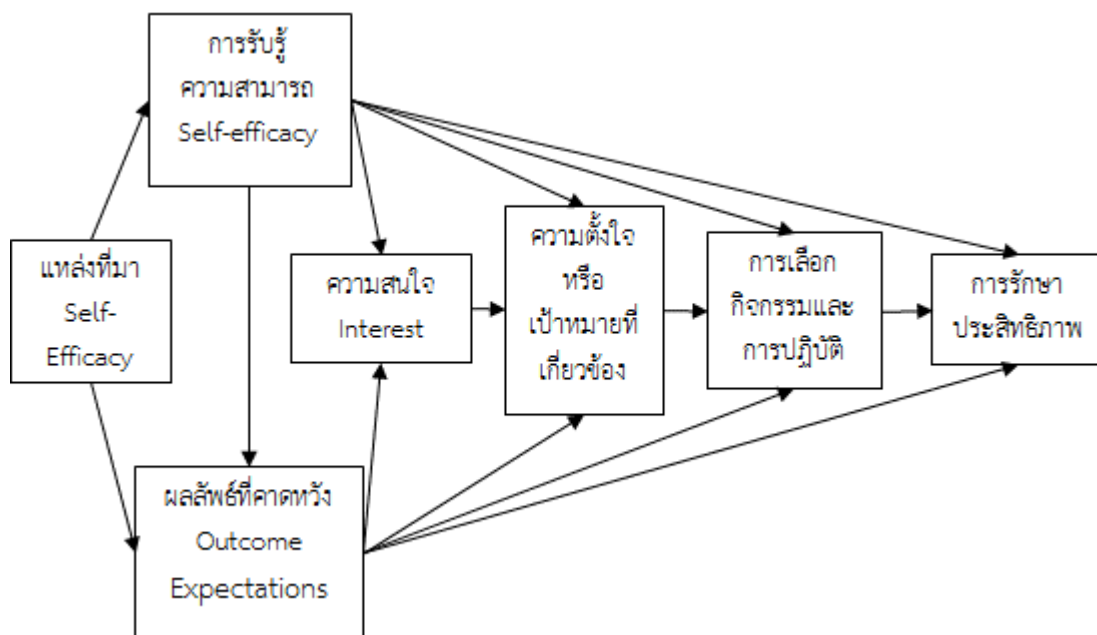 การรับรู้
ความสามารถ
Self-efficacy
แหล่งที่มา
Self-
Efficacy
ความสนใจ
Interest
ความตั้งใจ
หรือ
เป้าหมายที่
เกี่ยวข้อง
การเลือก
กิจกรรมและ
การปฏิบัติ
การรักษา
ประสิทธิภาพ
ผลลัพธ์ที่คาดหวัง
Outcome
Expectations